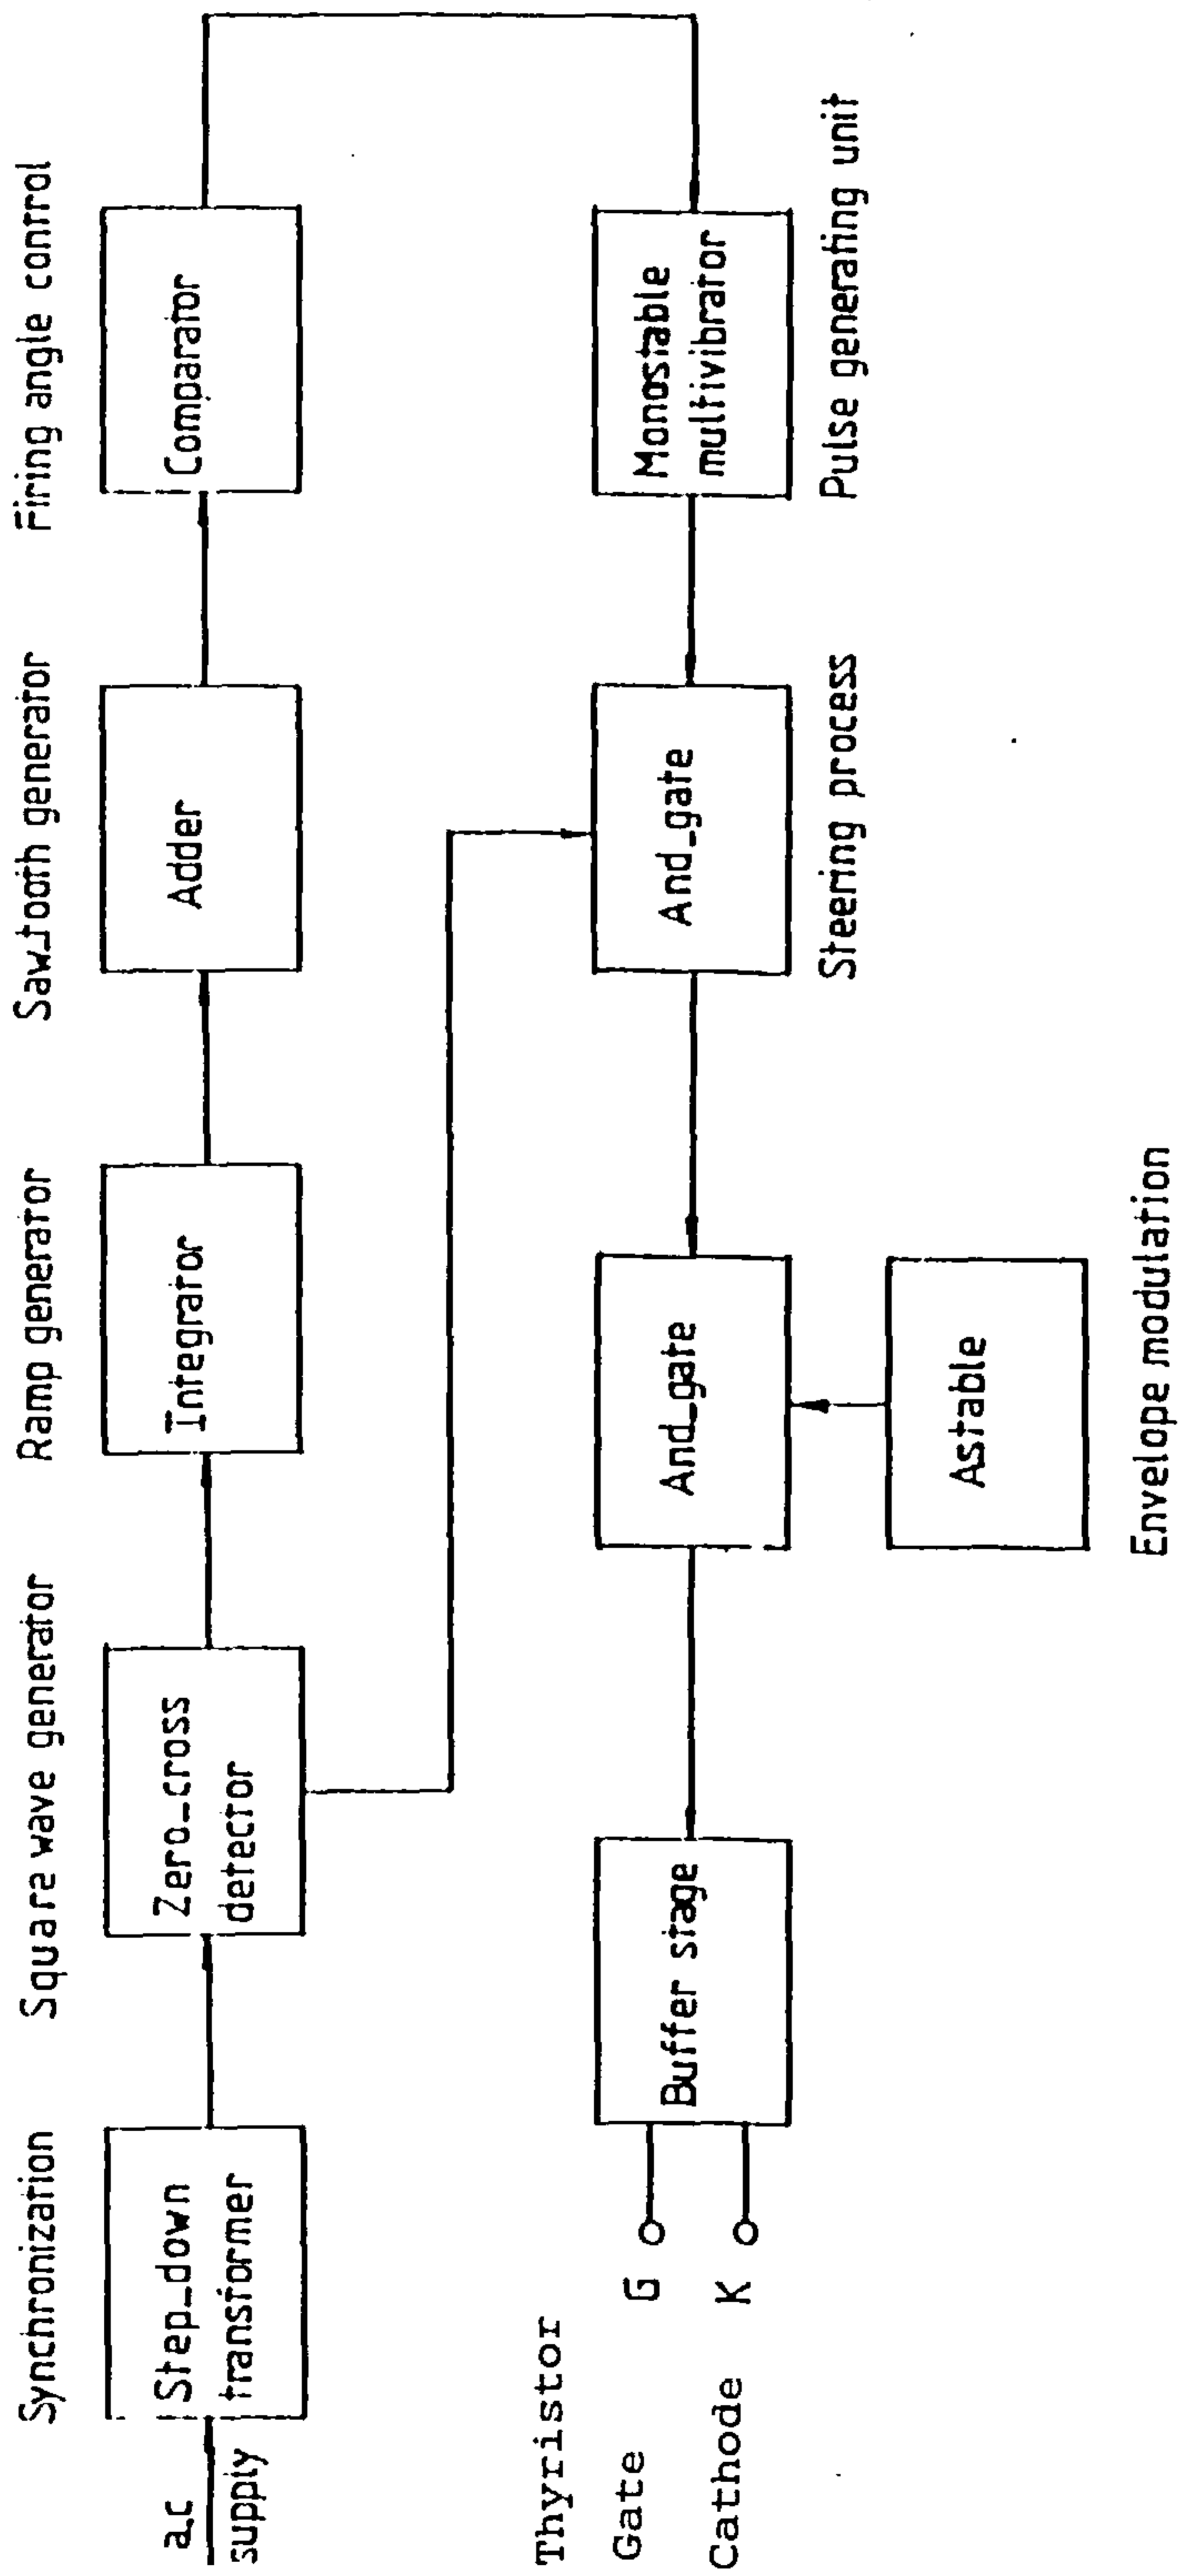 Synchronization
Square wave generator
Ramp generator
Saw_tooth generator
Firing angle control
a.c
supply
Step_down
transformer
Zero_cross
detector
Integrator
Adder
Comparator
Thyristor
Gate G
Cathode K
Buffer stage
And_gate
And_gate
Monostable
multivibrator
Steering process
Pulse generating unit
Astable
Envelope modulation